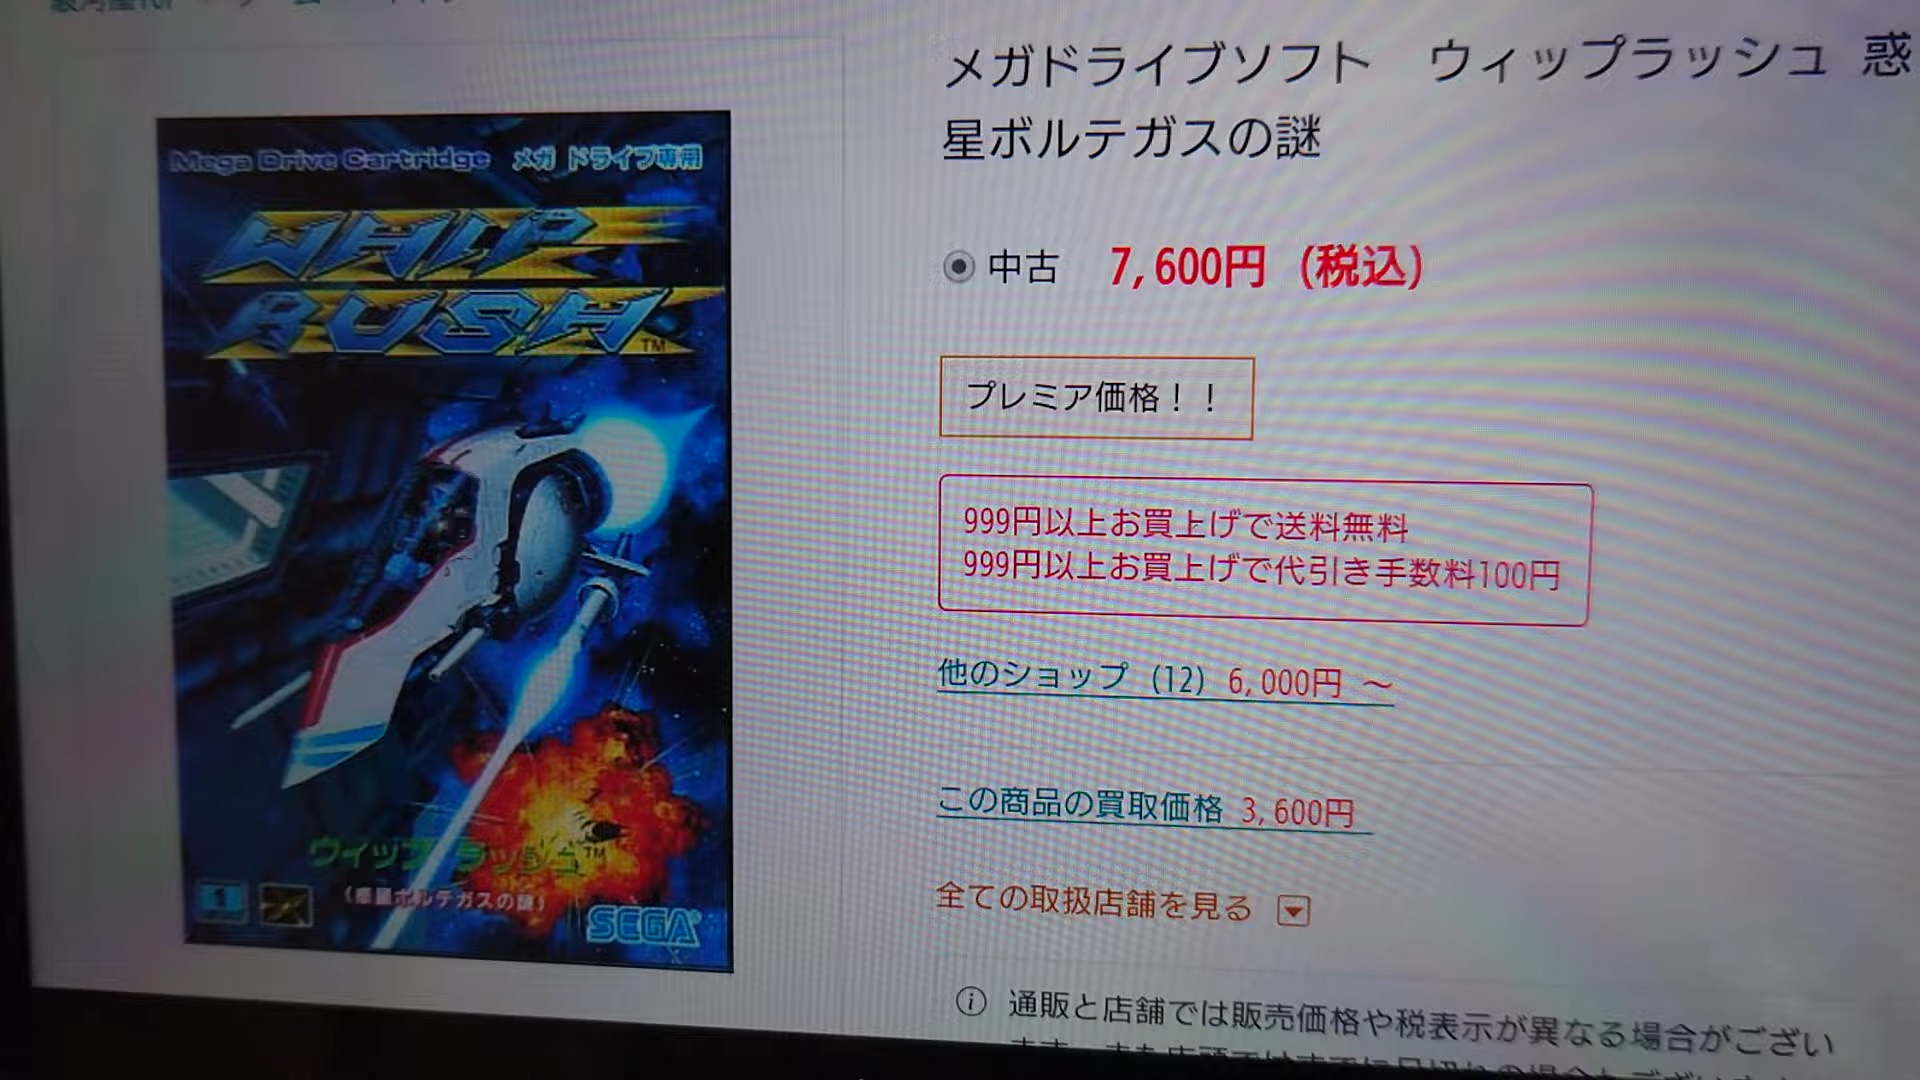 メガドライブソフト ウィップラッシュ 惑
星ボルテガスの謎
Mega Drive Cartridge メガドライブ専用
WHIP
RUSH TM
中古 7,600円 (税込)
プレミア価格！！
999円以上お買上げで送料無料
999円以上お買上げで代引き手数料100円
他のショップ (12) 6,000円 ～
この商品の買取価格 3,600円
全ての取扱店舗を見る
ウィップラッシュ TM
(惑星ボルテガスの謎)
1
SEGA®
通販と店舗では販売価格や税表示が異なる場合がござい